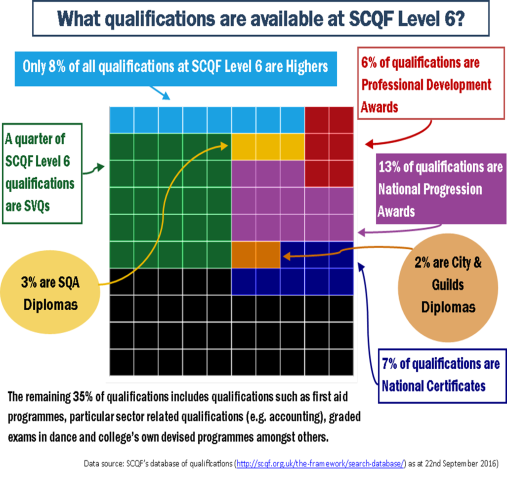 What qualifications are available at SCQF Level 6?
Only 8% of all qualifications at SCQF Level 6 are Highers
6% of qualifications are
Professional Development
Awards
A quarter of
SCQF Level 6
qualifications
are SVQs
13% of qualifications are
National Progression
Awards
3% are SQA
Diplomas
2% are City &
Guilds
Diplomas
7% of qualifications are
National Certificates
The remaining 35% of qualifications includes qualifications such as first aid
programmes, particular sector related qualifications (e.g. accounting), graded
exams in dance and college's own devised programmes amongst others.
Data source: SCQF's database of qualifications (http://scqf.org.uk/the-framework/search-database/) as at 22nd September 2016)